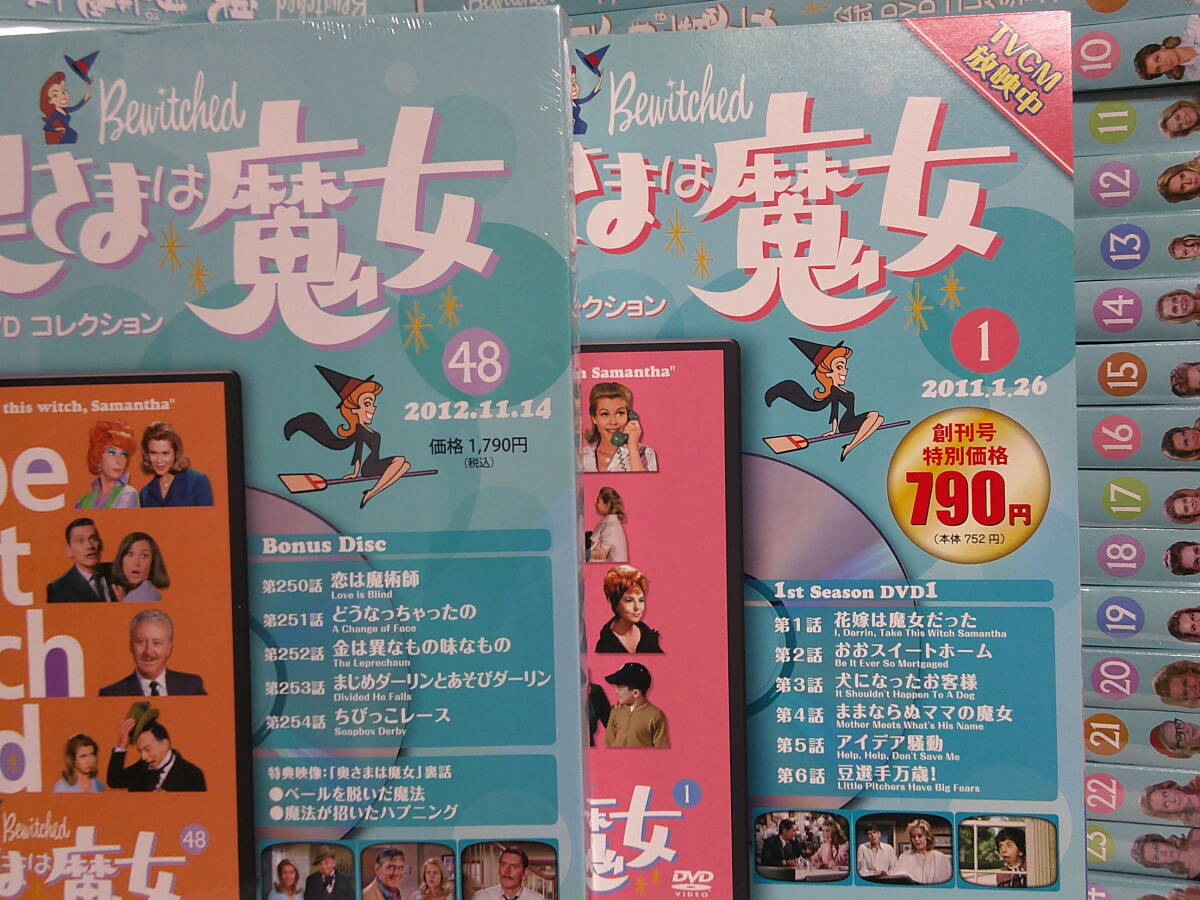 Bewitched
奥さまは魔女
DVD コレクション
48
2012.11.14
価格 1,790円
(税込)
this witch, Samantha"
be
t
ch
d
Bewitched
さまは魔女
48
Bonus Disc
第250話 恋は魔術師
Love is Blind
第251話 どうなっちゃったの
A Change of Face
第252話 金は異なもの味なもの
The Leprechaun
第253話 まじめダーリンとあそびダーリン
Divided He Falls
第254話 ちびっこレース
Soapbox Derby
特典映像:「奥さまは魔女」裏話
●ベールを脱いだ魔法
●魔法が招いたハプニング
Bewitched
さまは魔女
レクション
TVCM
放映中
1
2011.1.26
創刊号
特別価格
790円
(本体 752円)
h Samantha"
1st Season DVD1
第1話 花嫁は魔女だった
I, Darrin, Take This Witch Samantha
第2話 おおスイートホーム
Be It Ever So Mortgaged
第3話 犬になったお客様
It Shouldn't Happen To A Dog
第4話 ままならぬママの魔女
Mother Meets What's His Name
第5話 アイデア騒動
Help, Help, Don't Save Me
第6話 豆選手万歳!
Little Pitchers Have Big Fears
魔女
1
DVD
VIDEO
10
11
12
13
14
15
16
17
18
19
20
21
22
23